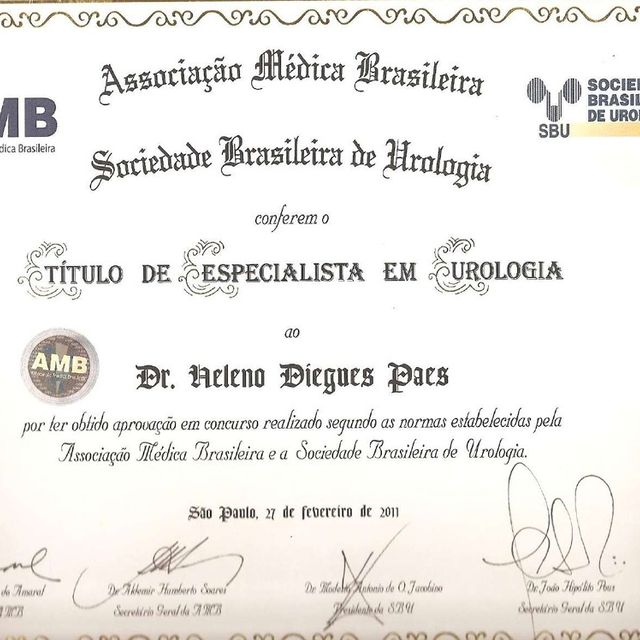 Associação Médica Brasileira
MB
dica Brasileira
SOCIE
BRASIL
DE URO
SBU
Sociedade Brasileira de Urologia
conferem o
TÍTULO DE ESPECIALISTA EM UROLOGIA
ao
AMB
Dr. Heleno Diegues Paes
por ter obtido aprovação em concurso realizado segundo as normas estabelecidas pela
Associação Médica Brasileira e a Sociedade Brasileira de Urologia.
São Paulo, 27 de fevereiro de 2011
do Amaral
AMB
Dr. Aldemir Humberto Soares
Secretário Geral da AMB
Dr. Modesto Antonio de O. Jacobino
Presidente da SBU
Dr. João Hipólito Pous
Secretário Geral da SBU